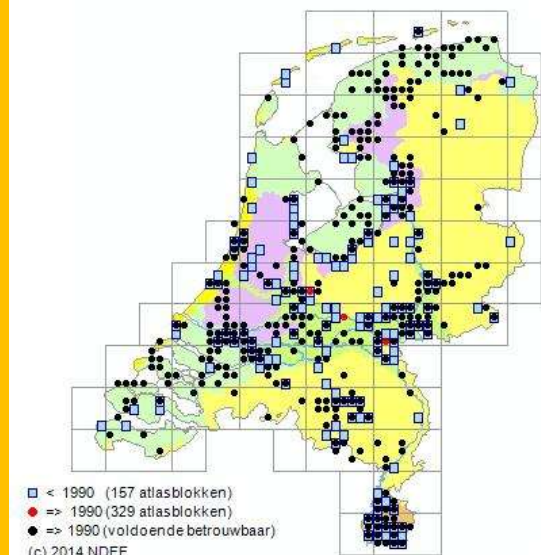 < 1990 (157 atlasblokken)
=> 1990 (329 atlasblokken)
=> 1990 (voldoende betrouwbaar)
(c) 2014 NDFF